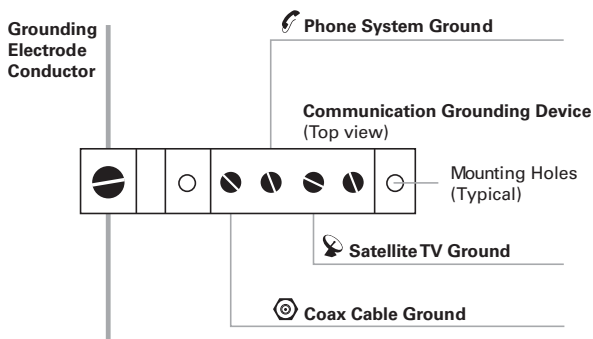 Grounding
Electrode
Conductor
Phone System Ground
Communication Grounding Device
(Top view)
Mounting Holes
(Typical)
Satellite TV Ground
Coax Cable Ground